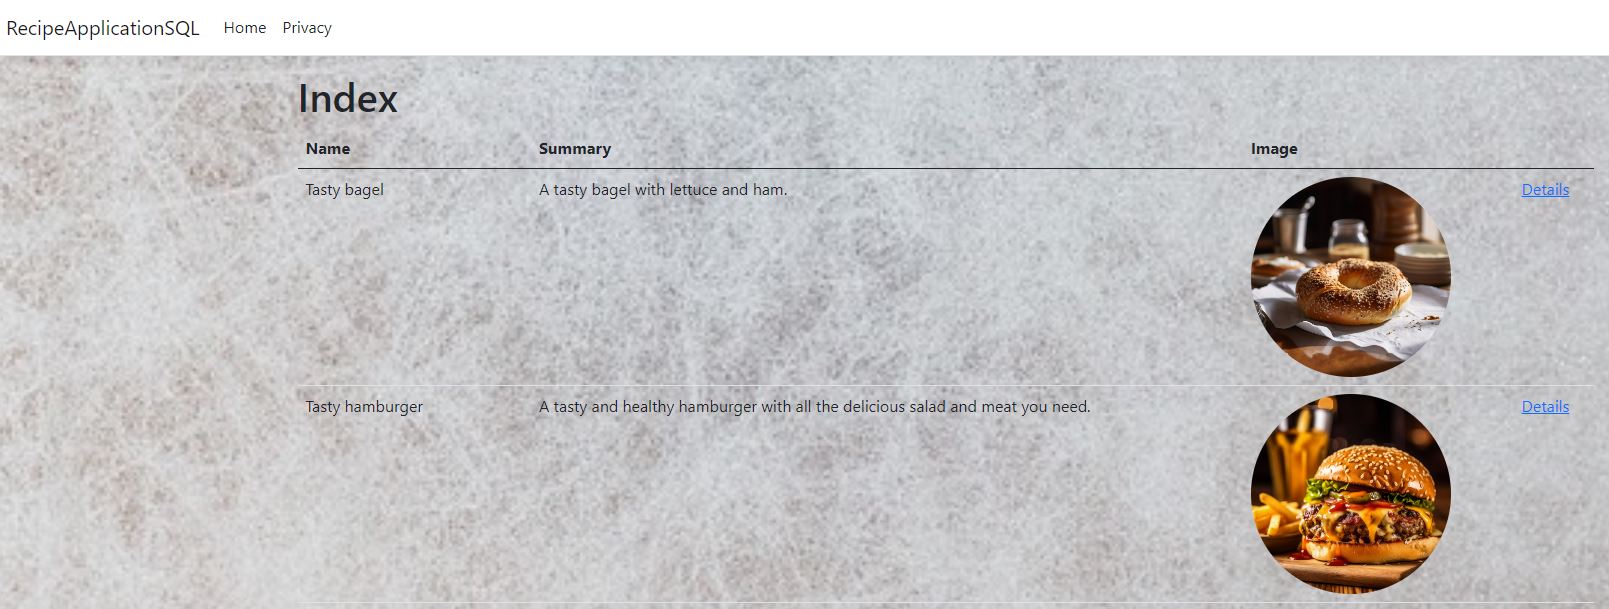 RecipeApplicationSQL Home Privacy
Index
Name Summary Image
Tasty bagel A tasty bagel with lettuce and ham. Details
Tasty hamburger A tasty and healthy hamburger with all the delicious salad and meat you need. Details